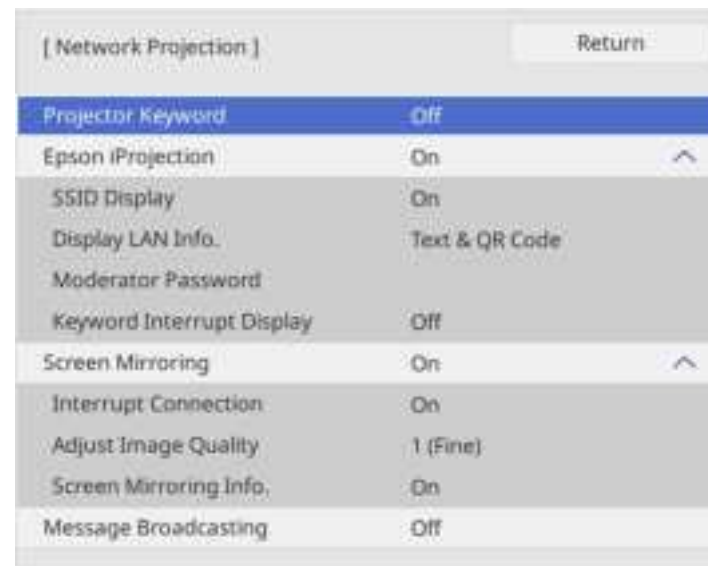 [ Network Projection ] Return
Projector Keyword Off
Epson iProjection On
SSID Display On
Display LAN Info. Text & QR Code
Moderator Password
Keyword Interrupt Display Off
Screen Mirroring On
Interrupt Connection On
Adjust Image Quality 1 (Fine)
Screen Mirroring Info. On
Message Broadcasting Off